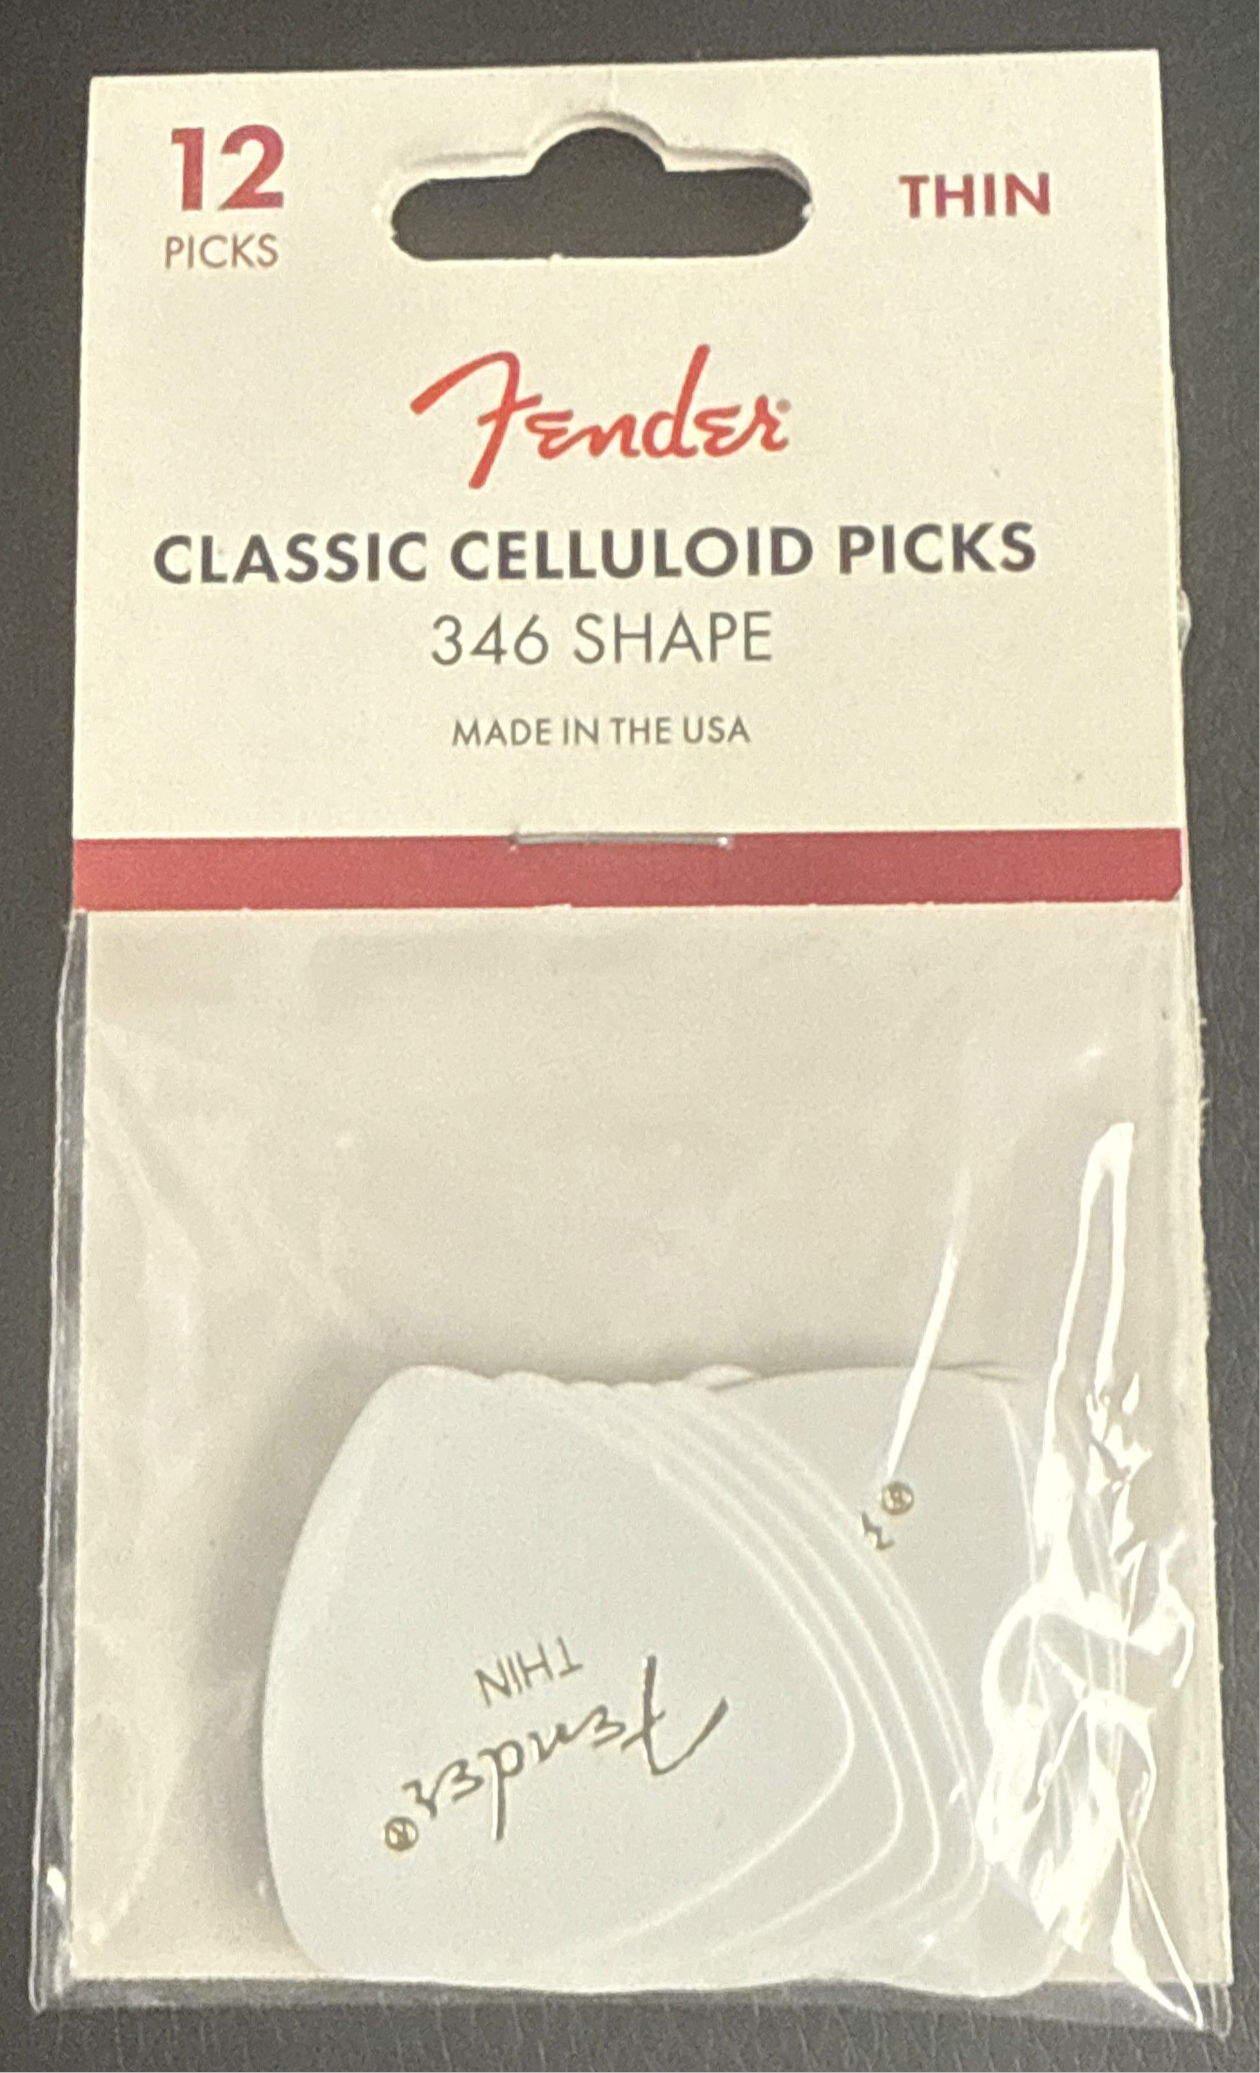 12
PICKS
THIN
Fender®
CLASSIC CELLULOID PICKS
346 SHAPE
MADE IN THE USA
r®
THIN
Fender®